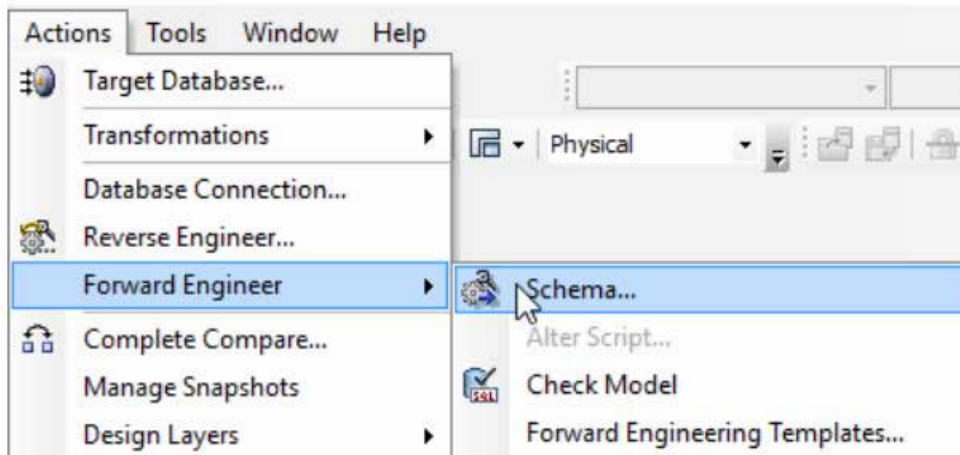 Actions Tools Window Help
Target Database...
Transformations
Physical
Database Connection...
Reverse Engineer...
Forward Engineer
Schema...
Complete Compare...
Alter Script...
Manage Snapshots
SQL
Check Model
Design Layers
Forward Engineering Templates...